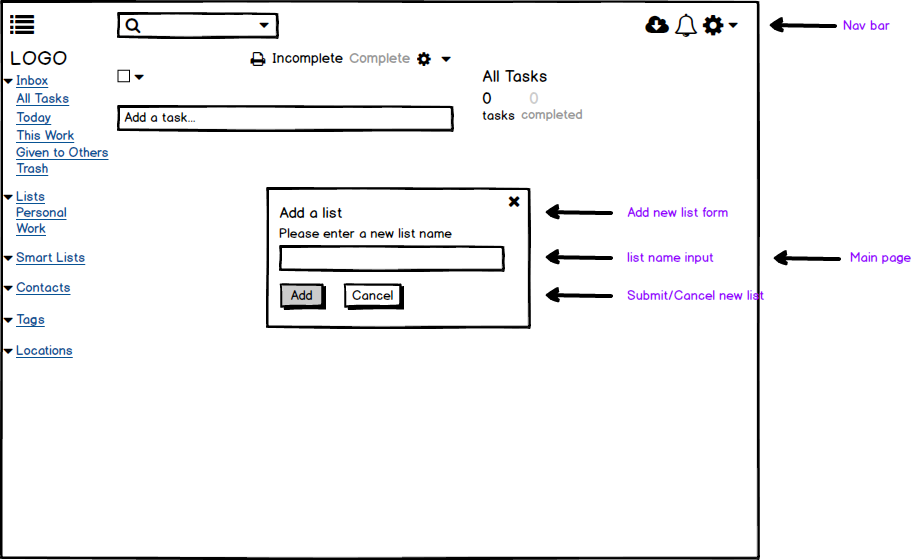 Nav bar
LOGO
Incomplete Complete
Inbox
All Tasks
Today
This Work
Given to Others
Trash
Lists
Personal
Work
Smart Lists
Contacts
Tags
Locations
Add a task...
All Tasks
0 0
tasks completed
Add a list
Please enter a new list name
Add Cancel
Add new list form
list name input
Submit/Cancel new list
Main page